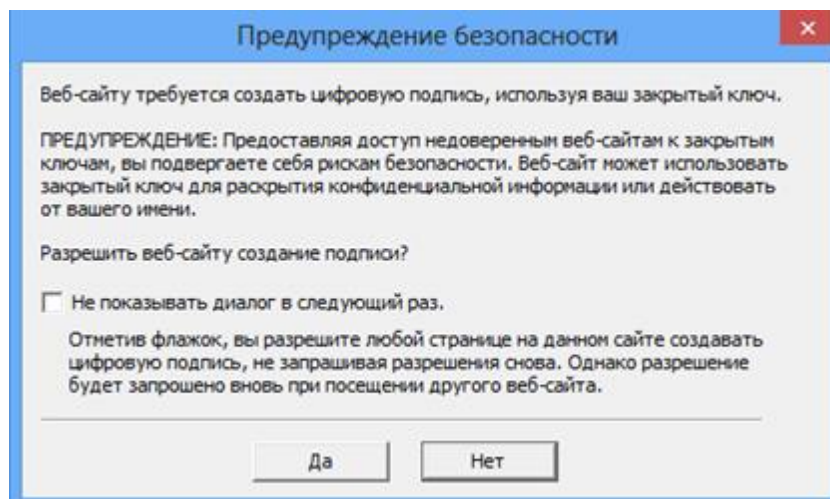 Предупреждение безопасности
Веб-сайту требуется создать цифровую подпись, используя ваш закрытый ключ.
ПРЕДУПРЕЖДЕНИЕ: Предоставляя доступ недоверенным веб-сайтам к закрытым
ключам, вы подвергаете себя рискам безопасности. Веб-сайт может использовать
закрытый ключ для раскрытия конфиденциальной информации или действовать
от вашего имени.
Разрешить веб-сайту создание подписи?
Не показывать диалог в следующий раз.
Отметив флажок, вы разрешите любой странице на данном сайте создавать
цифровую подпись, не запрашивая разрешения снова. Однако разрешение
будет запрошено вновь при посещении другого веб-сайта.
Да
Нет